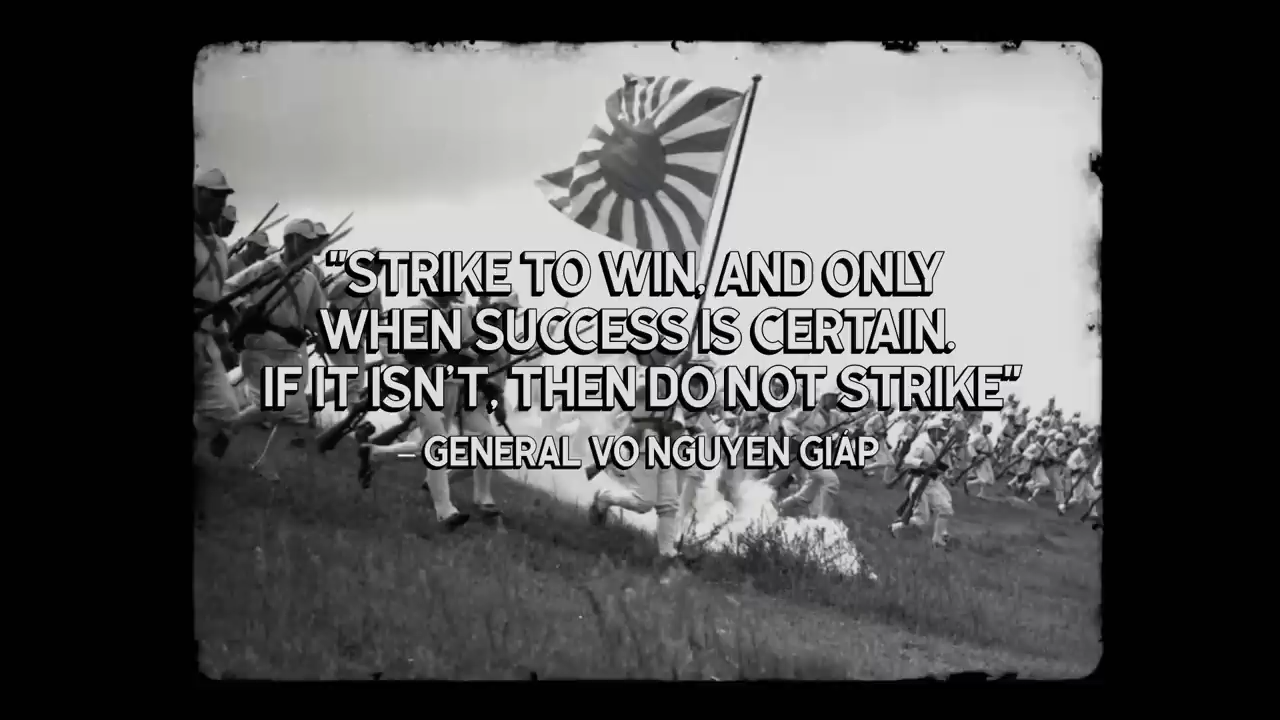 "STRIKE TO WIN, AND ONLY
WHEN SUCCESS IS CERTAIN.
IF IT ISN'T, THEN DO NOT STRIKE"
– GENERAL VO NGUYEN GIÁP